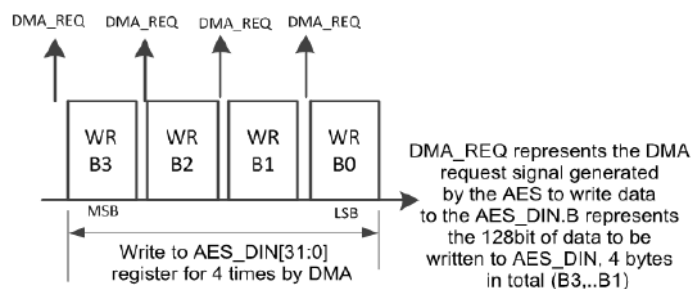 DMA_REQ DMA_REQ DMA_REQ DMA_REQ
WR WR WR WR
B3 B2 B1 B0
MSB LSB
Write to AES_DIN[31:0]
register for 4 times by DMA
DMA_REQ represents the DMA
request signal generated
by the AES to write data
to the AES_DIN.B represents
the 128bit of data to be
written to AES_DIN, 4 bytes
in total (B3,..B1)